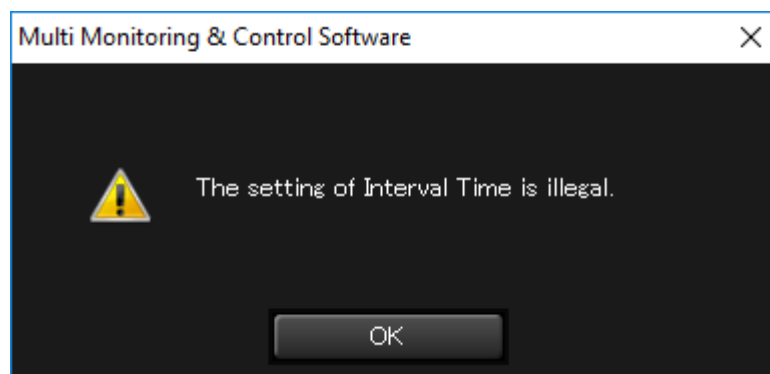 Multi Monitoring & Control Software
The setting of Interval Time is illegal.
OK